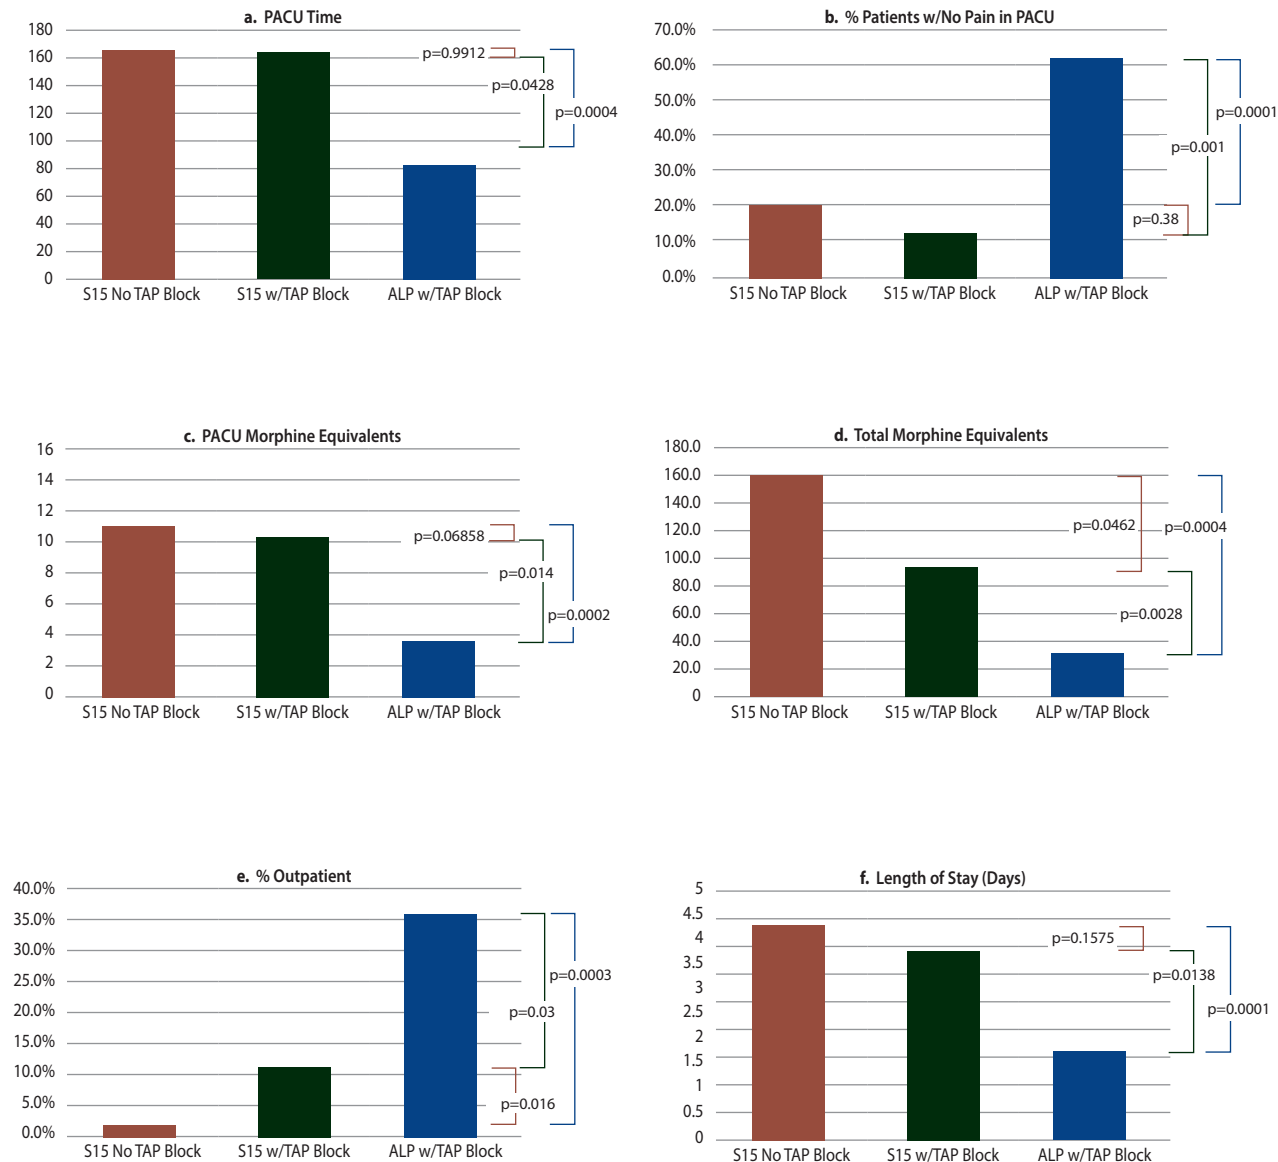 a. PACU Time
180
160
140
120
100
80
60
40
20
0
p=0.9912
p=0.0428
p=0.0004
S15 No TAP Block
S15 w/TAP Block
ALP w/TAP Block
b. % Patients w/No Pain in PACU
70.0%
60.0%
50.0%
40.0%
20.0%
20.0%
10.0%
0.0%
p=0.0001
p=0.001
p=0.38
S15 No TAP Block
S15 w/TAP Block
ALP w/TAP Block
c. PACU Morphine Equivalents
16
14
12
10
8
6
4
2
0
p=0.06858
p=0.014
p=0.0002
S15 No TAP Block
S15 w/TAP Block
ALP w/TAP Block
d. Total Morphine Equivalents
180.0
160.0
140.0
120.0
100.0
80.0
60.0
40.0
20.0
0
p=0.0462
p=0.0004
p=0.0028
S15 No TAP Block
S15 w/TAP Block
ALP w/TAP Block
e. % Outpatient
40.0%
35.0%
30.0%
25.0%
20.0%
15.0%
10.0%
5.0%
0.0%
p=0.0003
p=0.03
p=0.016
S15 No TAP Block
S15 w/TAP Block
ALP w/TAP Block
f. Length of Stay (Days)
5
4.5
4
3.5
3
2.5
2
1.5
1
0.5
0
p=0.1575
p=0.0138
p=0.0001
S15 No TAP Block
S15 w/TAP Block
ALP w/TAP Block